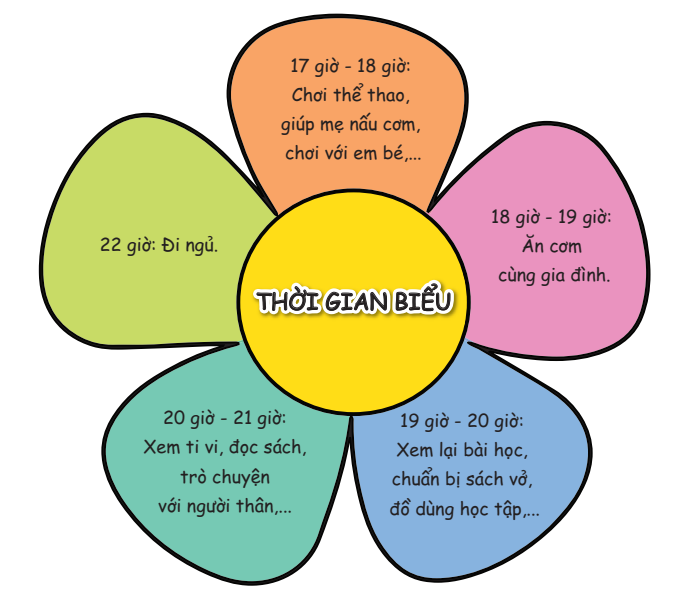 17 giờ - 18 giờ:
Chơi thể thao,
giúp mẹ nấu cơm,
chơi với em bé,...
18 giờ - 19 giờ:
Ăn cơm
cùng gia đình.
22 giờ: Đi ngủ.
THỜI GIAN BIỂU
20 giờ - 21 giờ:
Xem ti vi, đọc sách,
trò chuyện
với người thân,...
19 giờ - 20 giờ:
Xem lại bài học,
chuẩn bị sách vở,
đồ dùng học tập,...